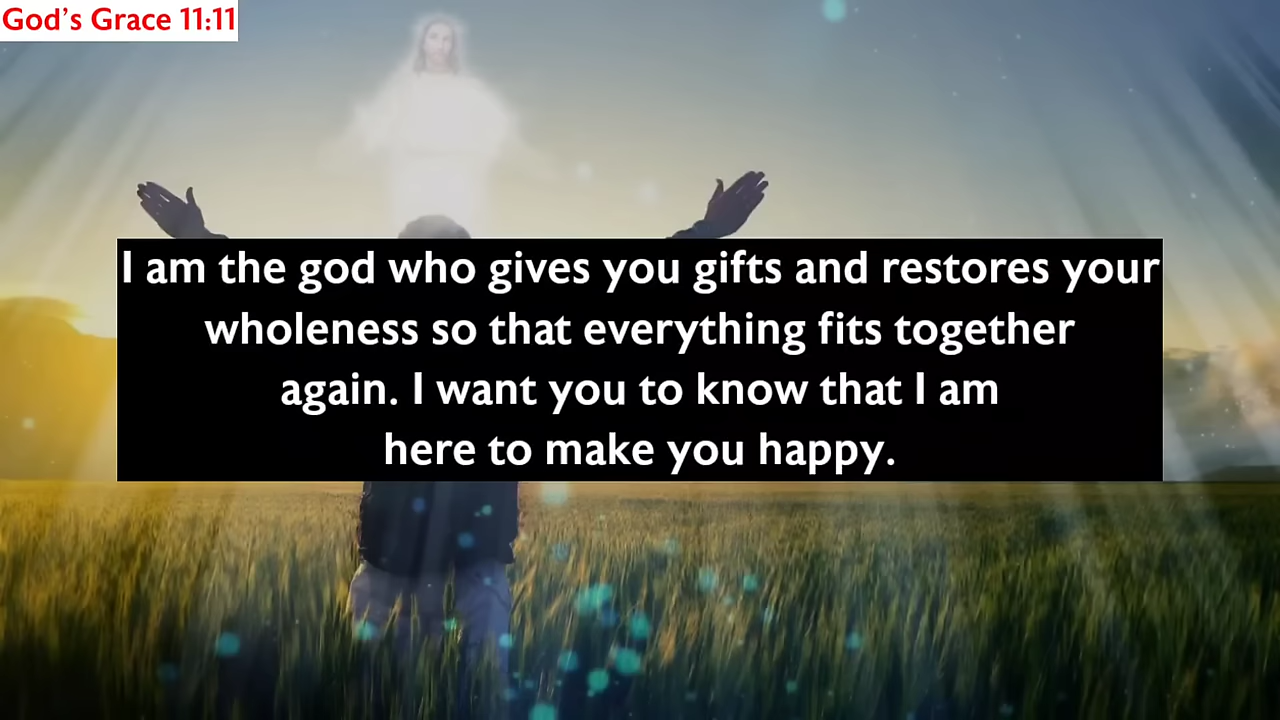 God's Grace 11:11
I am the god who gives you gifts and restores your
wholeness so that everything fits together
again. I want you to know that I am
here to make you happy.